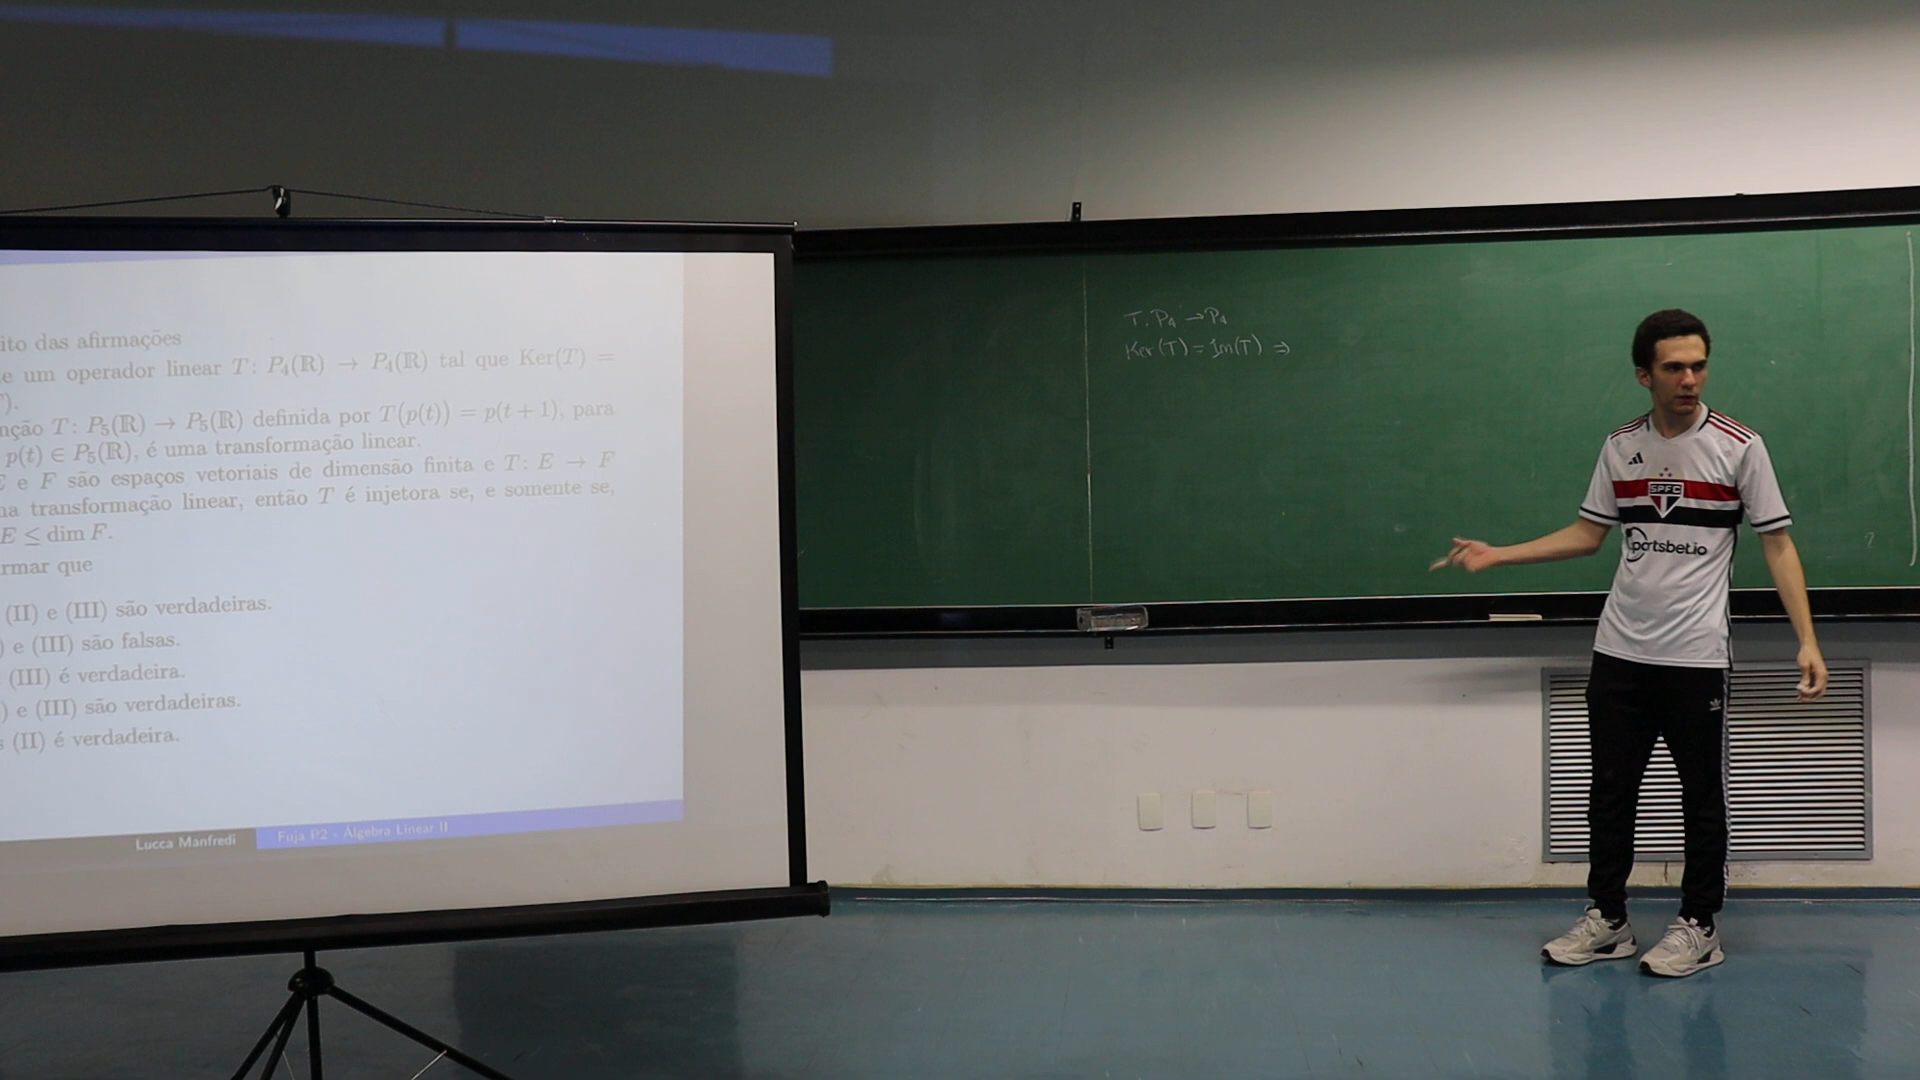 ito das afirmações
e um operador linear T: P₄(ℝ) → P₄(ℝ) tal que Ker(T) =
).
nção T: P₅(ℝ) → P₅(ℝ) definida por T(p(t)) = p(t + 1), para
p(t) ∈ P₅(ℝ), é uma transformação linear.
E e F são espaços vetoriais de dimensão finita e T: E → F
na transformação linear, então T é injetora se, e somente se,
E ≤ dim F.
rmar que
(II) e (III) são verdadeiras.
) e (III) são falsas.
(III) é verdadeira.
) e (III) são verdadeiras.
s (II) é verdadeira.
Lucca Manfredi
Fuja P2 - Álgebra Linear II
T: P₄ → P₄
Ker(T) = Im(T) ⇒
SPFC
sportsbet.io